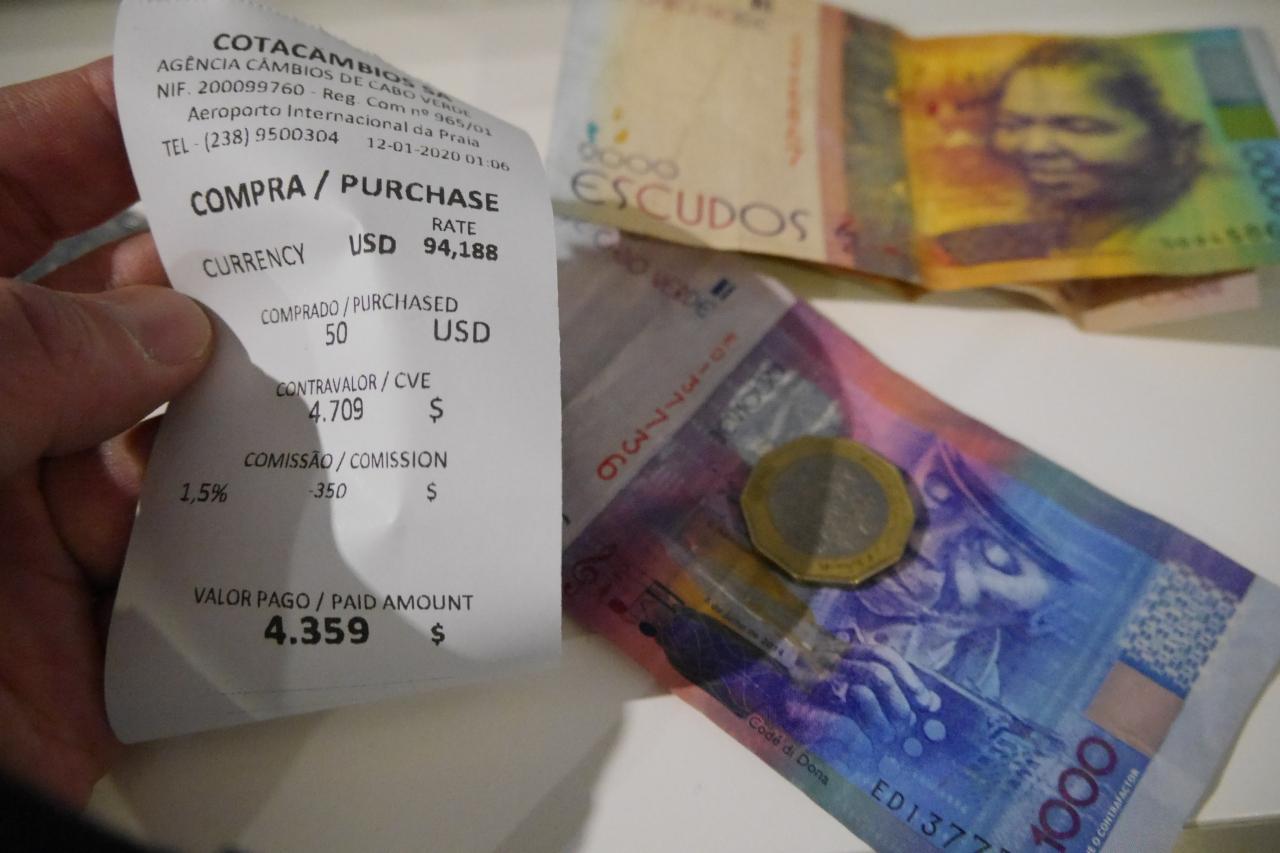 COTACÂMBIOS SA
AGÊNCIA CÂMBIOS DE CABO VERDE
NIF. 200099760 - Reg. Com nº 965/01
Aeroporto Internacional da Praia
TEL - (238) 9500304 12-01-2020 01:06
COMPRA / PURCHASE
RATE
CURRENCY USD 94,188
COMPRADO / PURCHASED
50 USD
CONTRAVALOR / CVE
4.709 $
COMISSÃO / COMISSION
1,5% -350 $
VALOR PAGO / PAID AMOUNT
4.359 $
ESCUDOS
Codé di Dona
1000